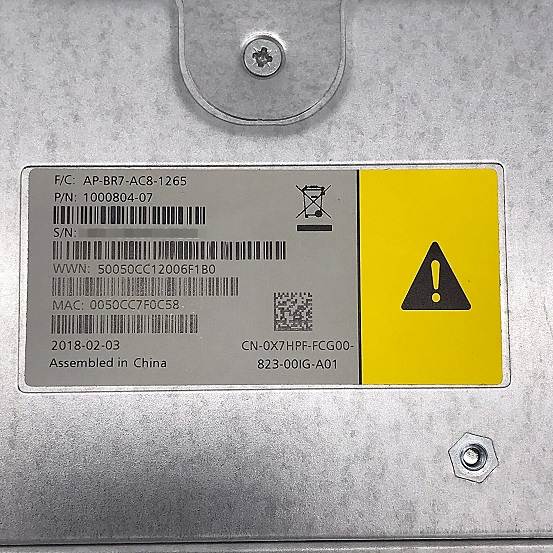 F/C: AP-BR7-AC8-1265
P/N: 1000804-07
S/N:
WWN: 50050CC12006F1B0
MAC: 0050CC7F0C58
2018-02-03
Assembled in China
CN-0X7HPF-FCG00-
823-00IG-A01